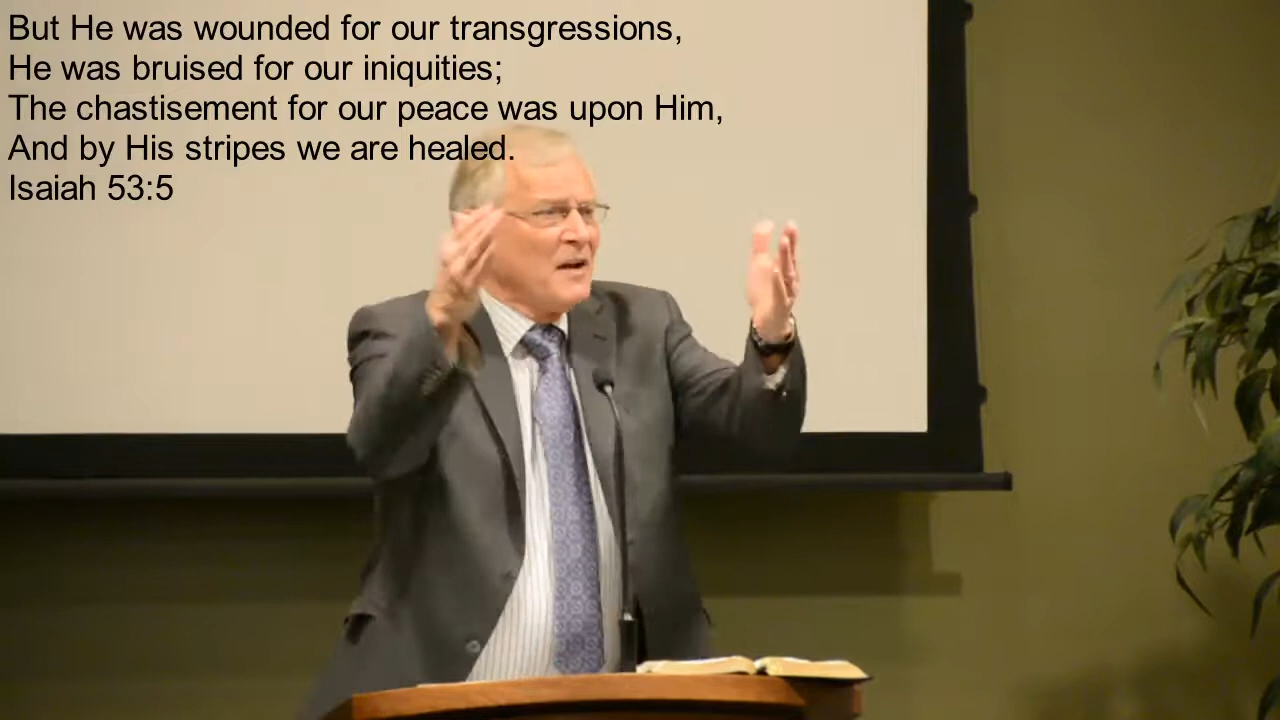 But He was wounded for our transgressions,
He was bruised for our iniquities;
The chastisement for our peace was upon Him,
And by His stripes we are healed.
Isaiah 53:5